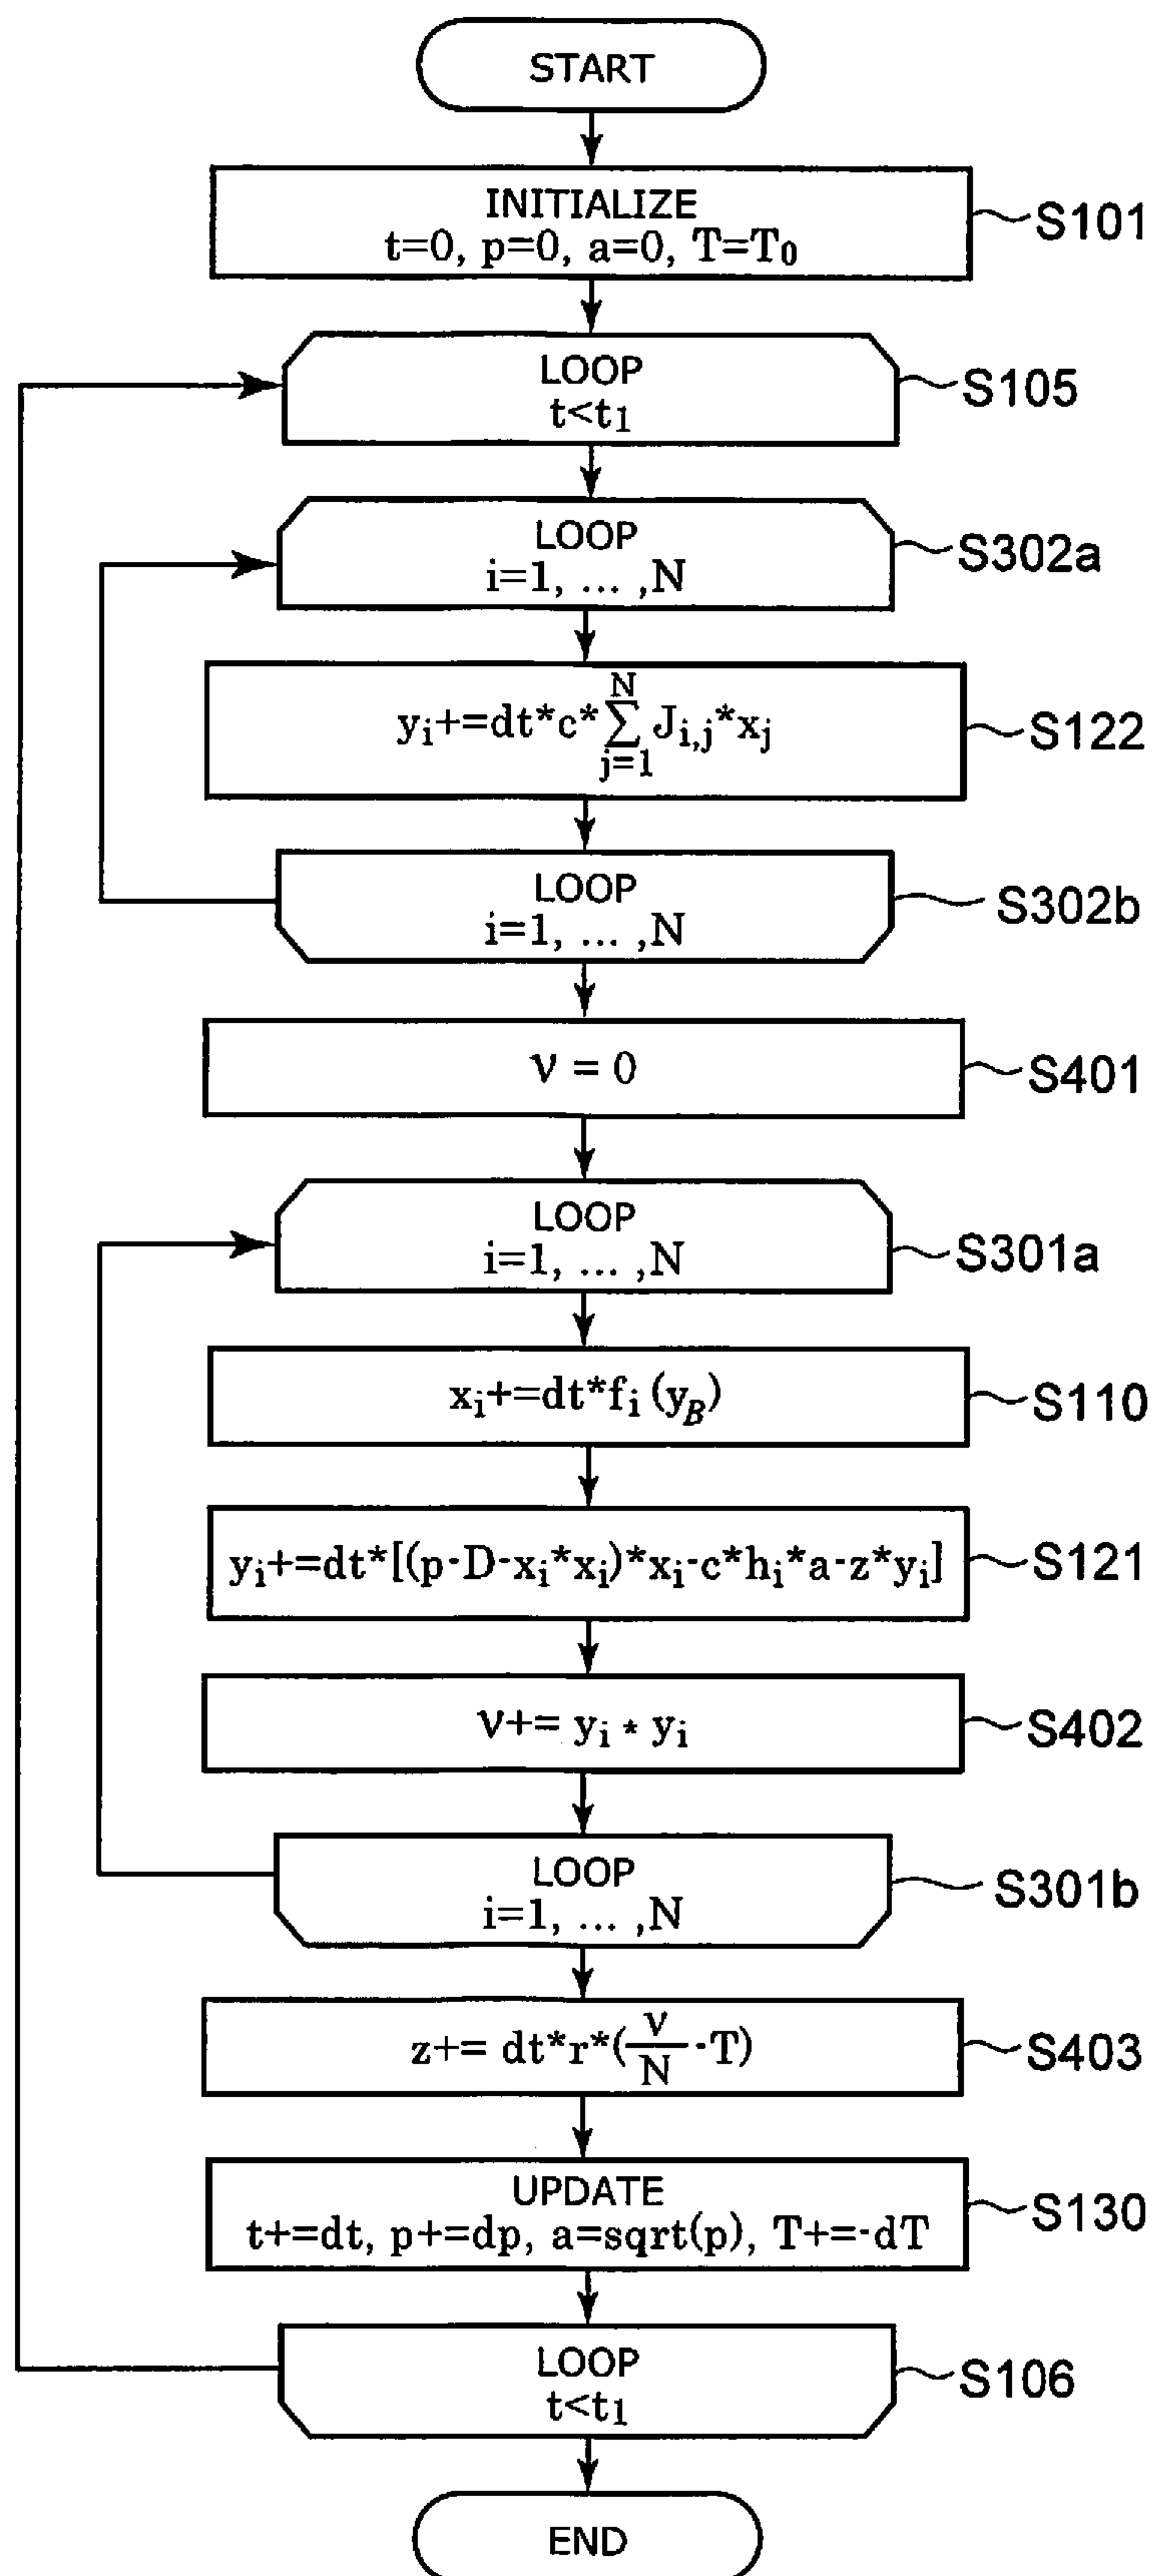 START
INITIALIZE
t=0, p=0, a=0, T=T₀
S101
LOOP
t<t₁
S105
LOOP
i=1, ... ,N
S302a
yᵢ+=dt*c*∑_{j=1}^{N} J_{i,j}*xⱼ
S122
LOOP
i=1, ... ,N
S302b
ν = 0
S401
LOOP
i=1, ... ,N
S301a
xᵢ+=dt*fᵢ(y_B)
S110
yᵢ+=dt*[(p-D-xᵢ*xᵢ)*xᵢ-c*hᵢ*a-z*yᵢ]
S121
ν+= yᵢ * yᵢ
S402
LOOP
i=1, ... ,N
S301b
z+= dt*r*(ν/N -T)
S403
UPDATE
t+=dt, p+=dp, a=sqrt(p), T+=-dT
S130
LOOP
t<t₁
S106
END